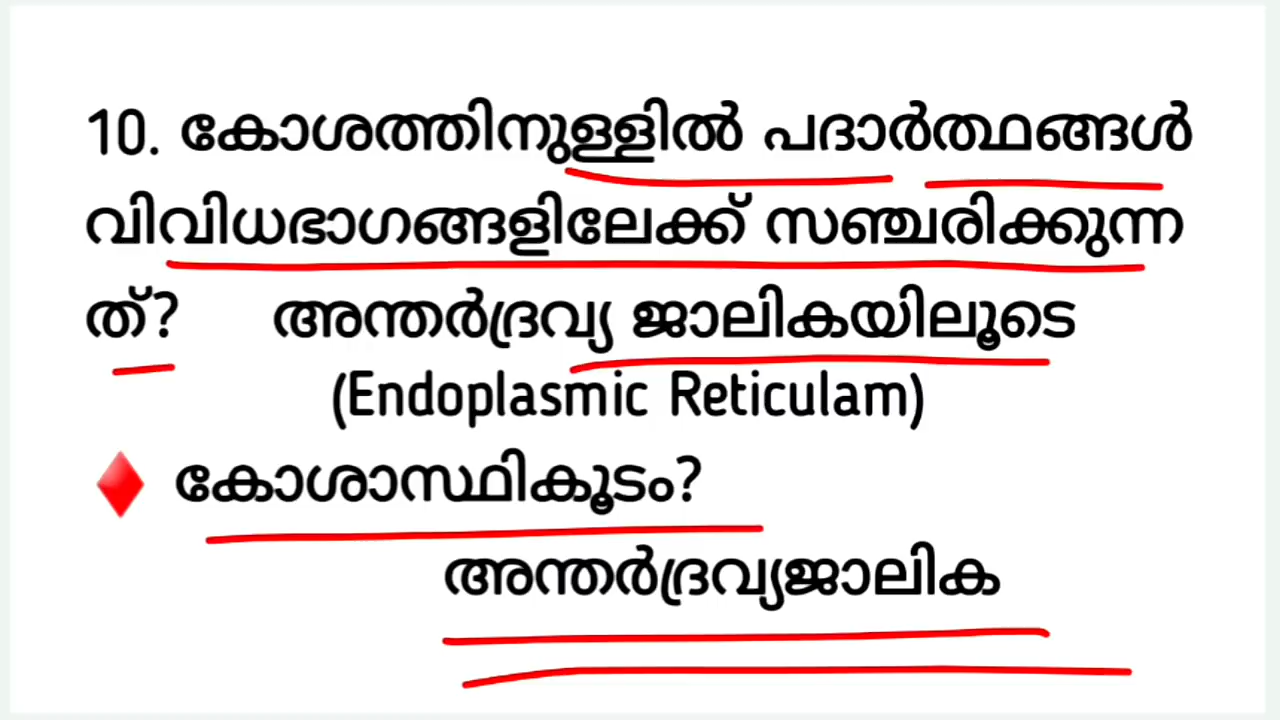 10. കോശത്തിനുള്ളിൽ പദാർത്ഥങ്ങൾ
വിവിധഭാഗങ്ങളിലേക്ക് സഞ്ചരിക്കുന്ന
ത്? അന്തർദ്രവ്യ ജാലികയിലൂടെ
(Endoplasmic Reticulam)
കോശാസ്ഥികൂടം?
അന്തർദ്രവ്യജാലിക